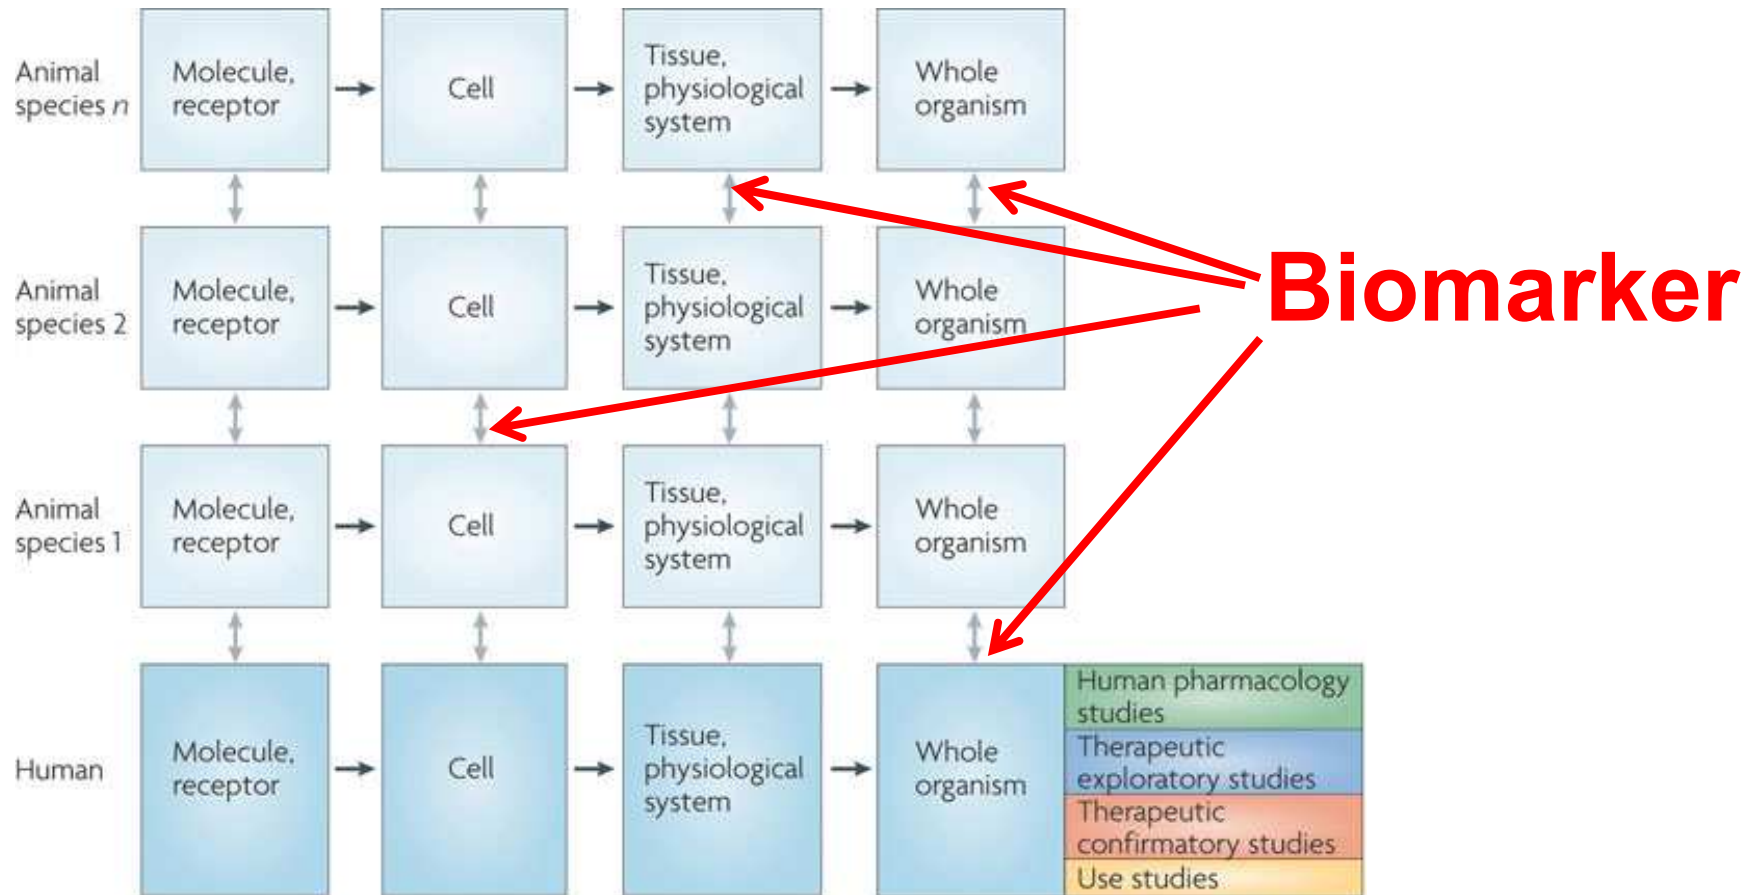 Animal
species n
Molecule,
receptor
Cell
Tissue,
physiological
system
Whole
organism
Animal
species 2
Molecule,
receptor
Cell
Tissue,
physiological
system
Whole
organism
Biomarker
Animal
species 1
Molecule,
receptor
Cell
Tissue,
physiological
system
Whole
organism
Human
Molecule,
receptor
Cell
Tissue,
physiological
system
Whole
organism
Human pharmacology
studies
Therapeutic
exploratory studies
Therapeutic
confirmatory studies
Use studies